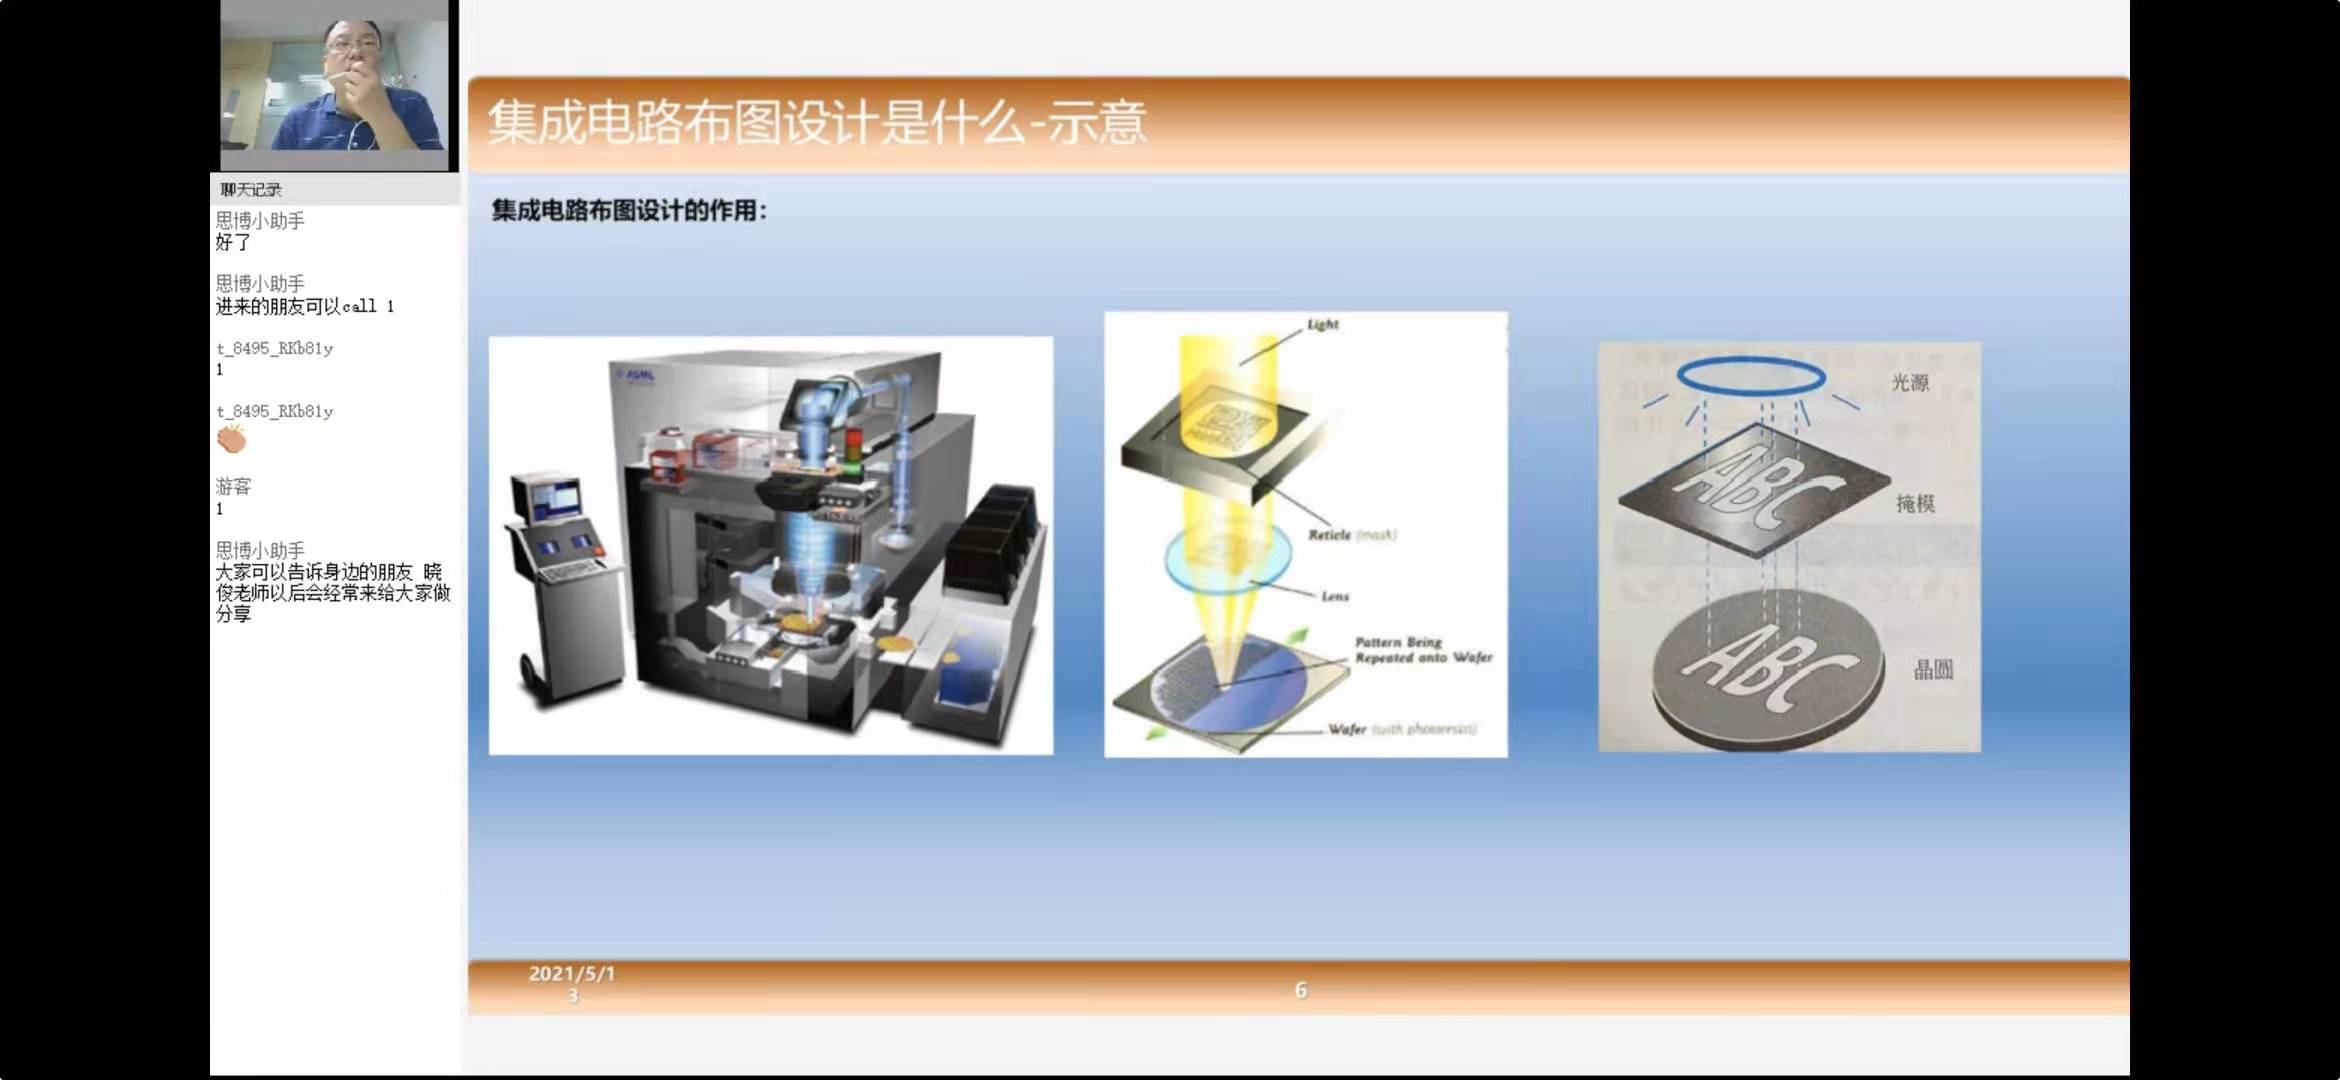 集成电路布图设计是什么-示意
聊天记录
思博小助手
好了
思博小助手
进来的朋友可以call 1
t_8495_RKb81y
1
t_8495_RKb81y
游客
1
思博小助手
大家可以告诉身边的朋友 晓
俊老师以后会经常来给大家做
分享
集成电路布图设计的作用：
ASML
Light
Reticle (mask)
Lens
Pattern Being
Repeated onto Wafer
Wafer (with photoresist)
光源
ABC
掩模
ABC
晶圆
2021/5/1
3
6